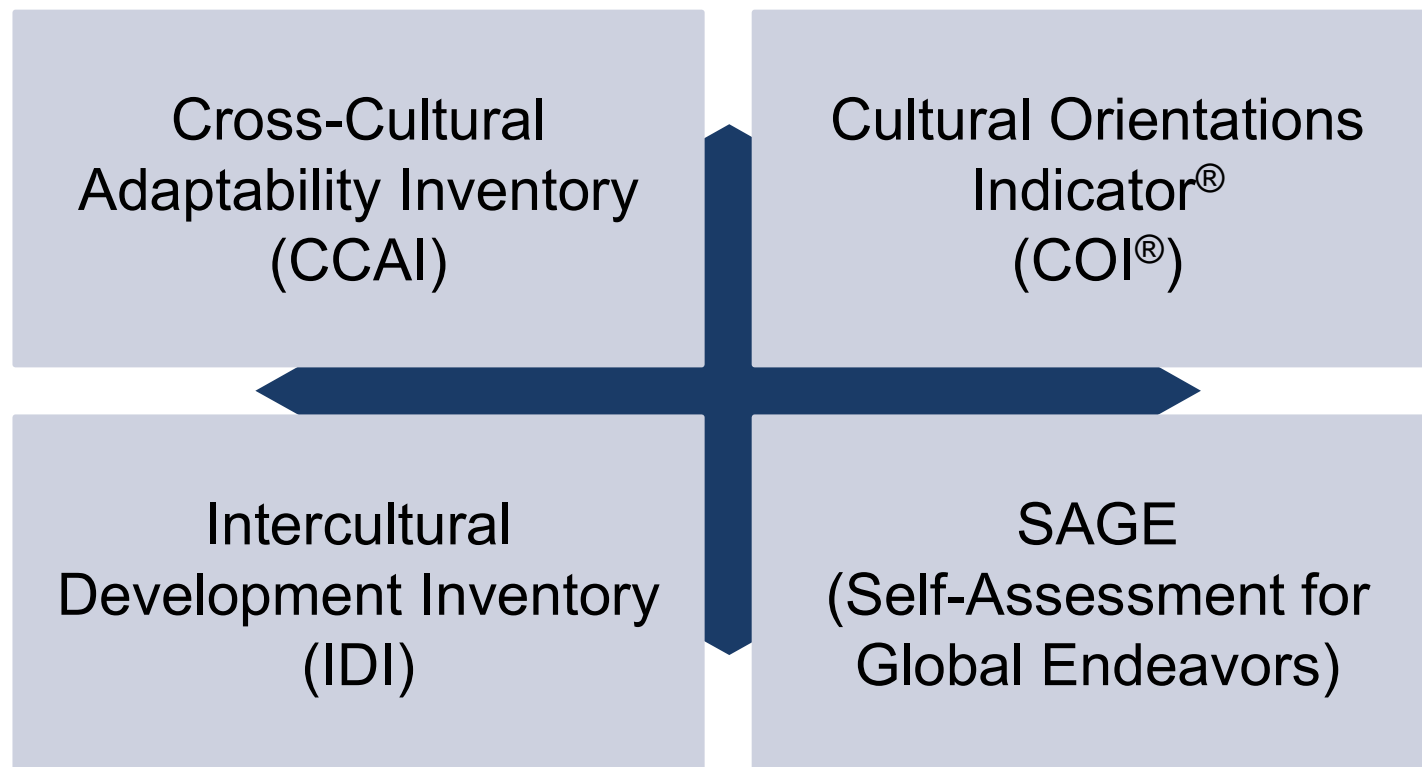 Cross-Cultural
Adaptability Inventory
(CCAI)
Cultural Orientations
Indicator®
(COI®)
Intercultural
Development Inventory
(IDI)
SAGE
(Self-Assessment for
Global Endeavors)